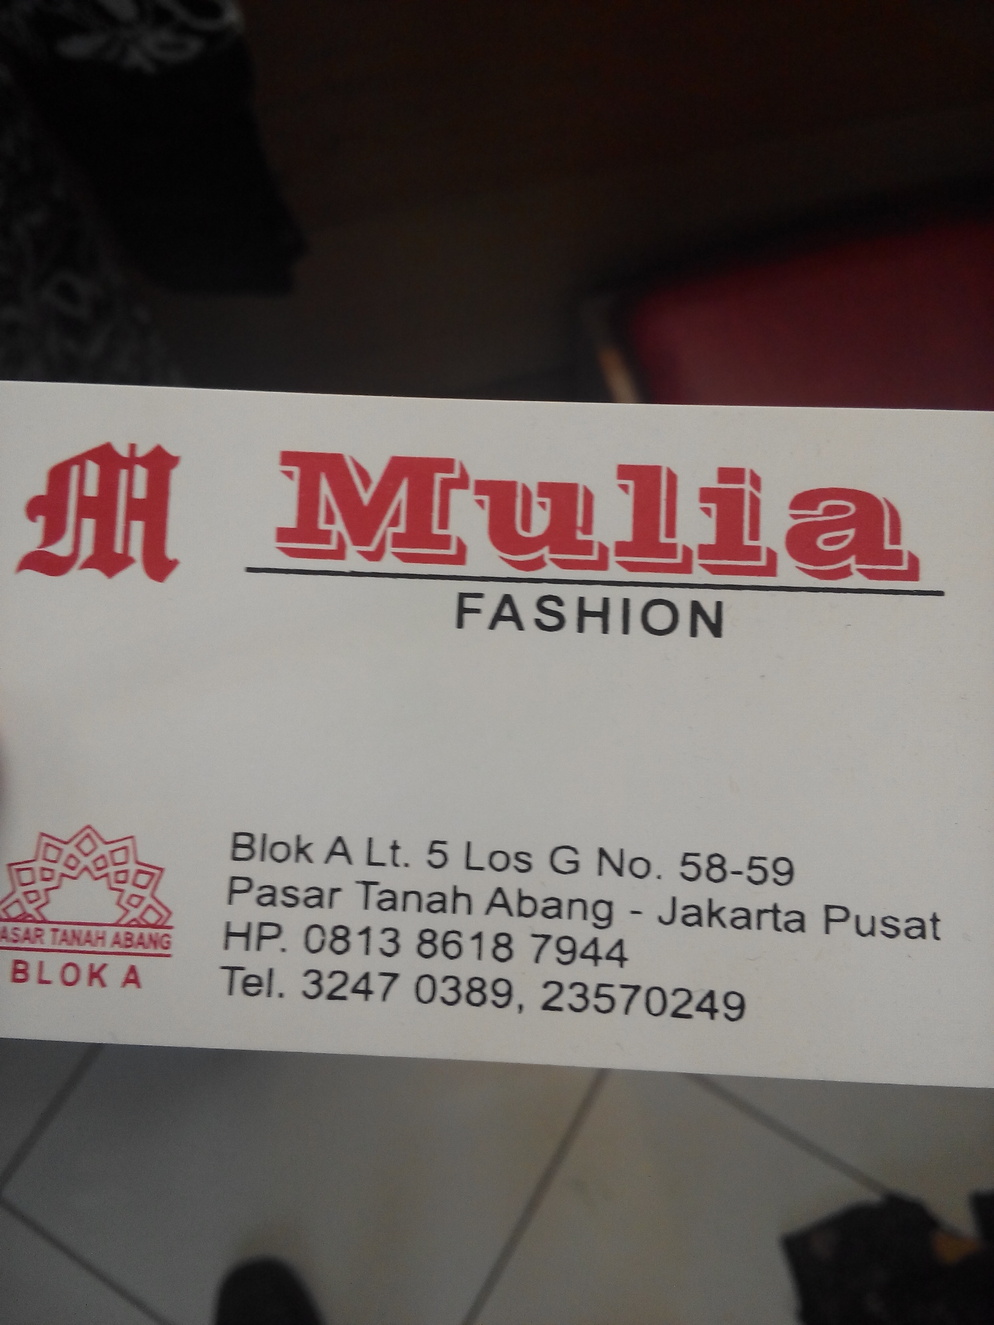 M Mulia
FASHION
Blok A Lt. 5 Los G No. 58-59
Pasar Tanah Abang - Jakarta Pusat
HP. 0813 8618 7944
Tel. 3247 0389, 23570249
ASAR TANAH ABANG
BLOK A